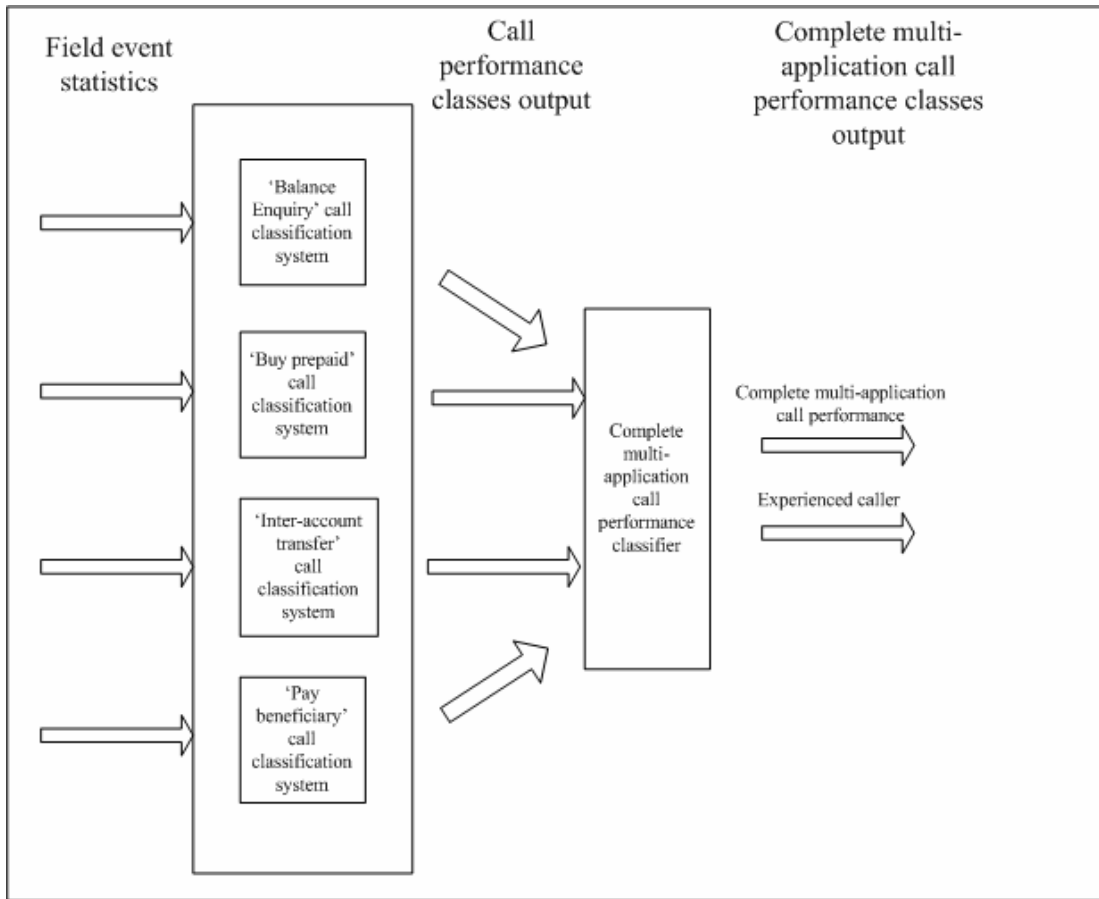 Field event
statistics
Call
performance
classes output
Complete multi-
application call
performance classes
output
‘Balance
Enquiry’ call
classification
system
‘Buy prepaid’
call
classification
system
‘Inter-account
transfer’
call
classification
system
‘Pay
beneficiary’
call
classification
system
Complete
multi-
application
call
performance
classifier
Complete multi-application
call performance
Experienced caller